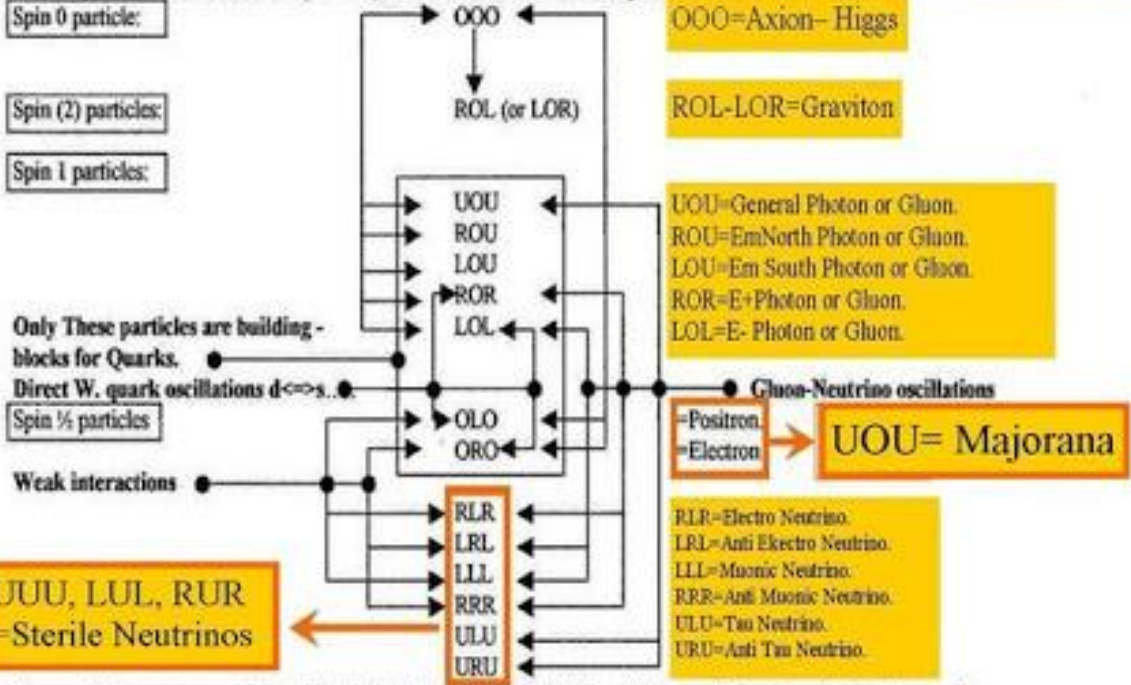 Spin 0 particle:
OOO
OOO=Axion– Higgs
Spin (2) particles:
ROL (or LOR)
ROL-LOR=Graviton
Spin 1 particles:
UOU
ROU
LOU
ROR
LOL
UOU=General Photon or Gluon.
ROU=EmNorth Photon or Gluon.
LOU=Em South Photon or Gluon.
ROR=E+Photon or Gluon.
LOL=E- Photon or Gluon.
Only These particles are building -
blocks for Quarks.
Direct W. quark oscillations d<=>s...
Gluon-Neutrino oscillations
Spin ½ particles
OLO
ORO
=Positron.
=Electron
UOU= Majorana
Weak interactions
RLR
LRL
LLL
RRR
ULU
URU
RLR=Electro Neutrino.
LRL=Anti Ekectro Neutrino.
LLL=Muonic Neutrino.
RRR=Anti Muonic Neutrino.
ULU=Tau Neutrino.
URU=Anti Tau Neutrino.
UUU, LUL, RUR
=Sterile Neutrinos